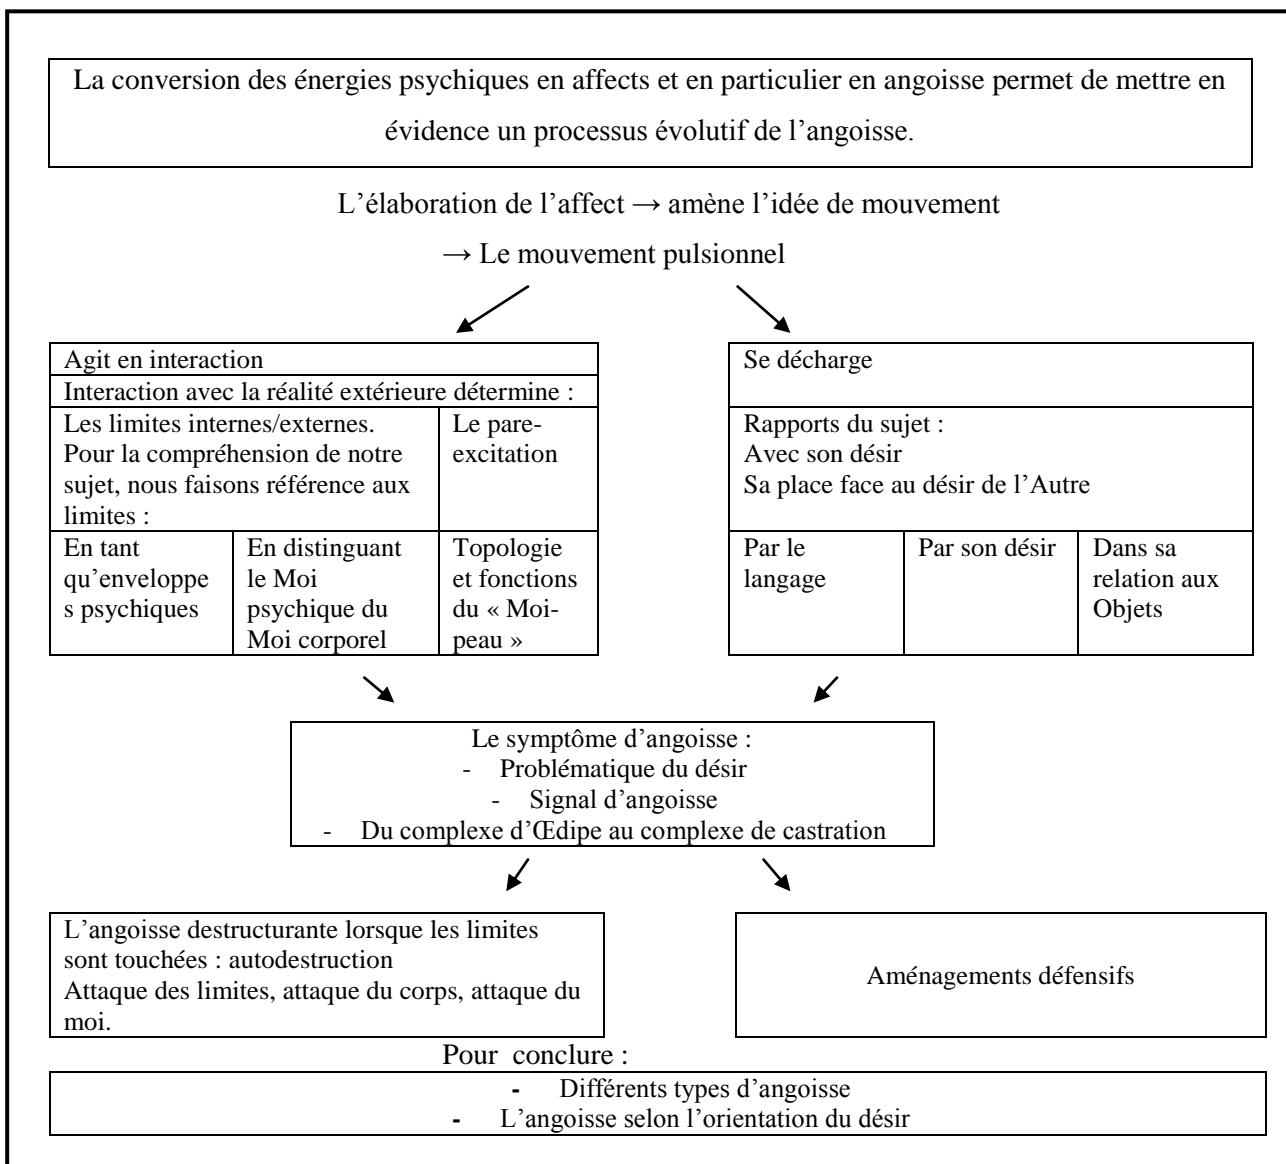 La conversion des énergies psychiques en affects et en particulier en angoisse permet de mettre en
évidence un processus évolutif de l’angoisse.
L’élaboration de l’affect → amène l’idée de mouvement
→ Le mouvement pulsionnel
Agit en interaction
Interaction avec la réalité extérieure détermine :
Les limites internes/externes.
Pour la compréhension de notre
sujet, nous faisons référence aux
limites :
Le pare-
excitation
En tant
qu’enveloppe
s psychiques
En distinguant
le Moi
psychique du
Moi corporel
Topologie
et fonctions
du « Moi-
peau »
Se décharge
Rapports du sujet :
Avec son désir
Sa place face au désir de l’Autre
Par le
langage
Par son désir
Dans sa
relation aux
Objets
Le symptôme d’angoisse :
- Problématique du désir
- Signal d’angoisse
- Du complexe d’Œdipe au complexe de castration
L’angoisse destructurante lorsque les limites
sont touchées : autodestruction
Attaque des limites, attaque du corps, attaque du
moi.
Aménagements défensifs
Pour conclure :
- Différents types d’angoisse
- L’angoisse selon l’orientation du désir